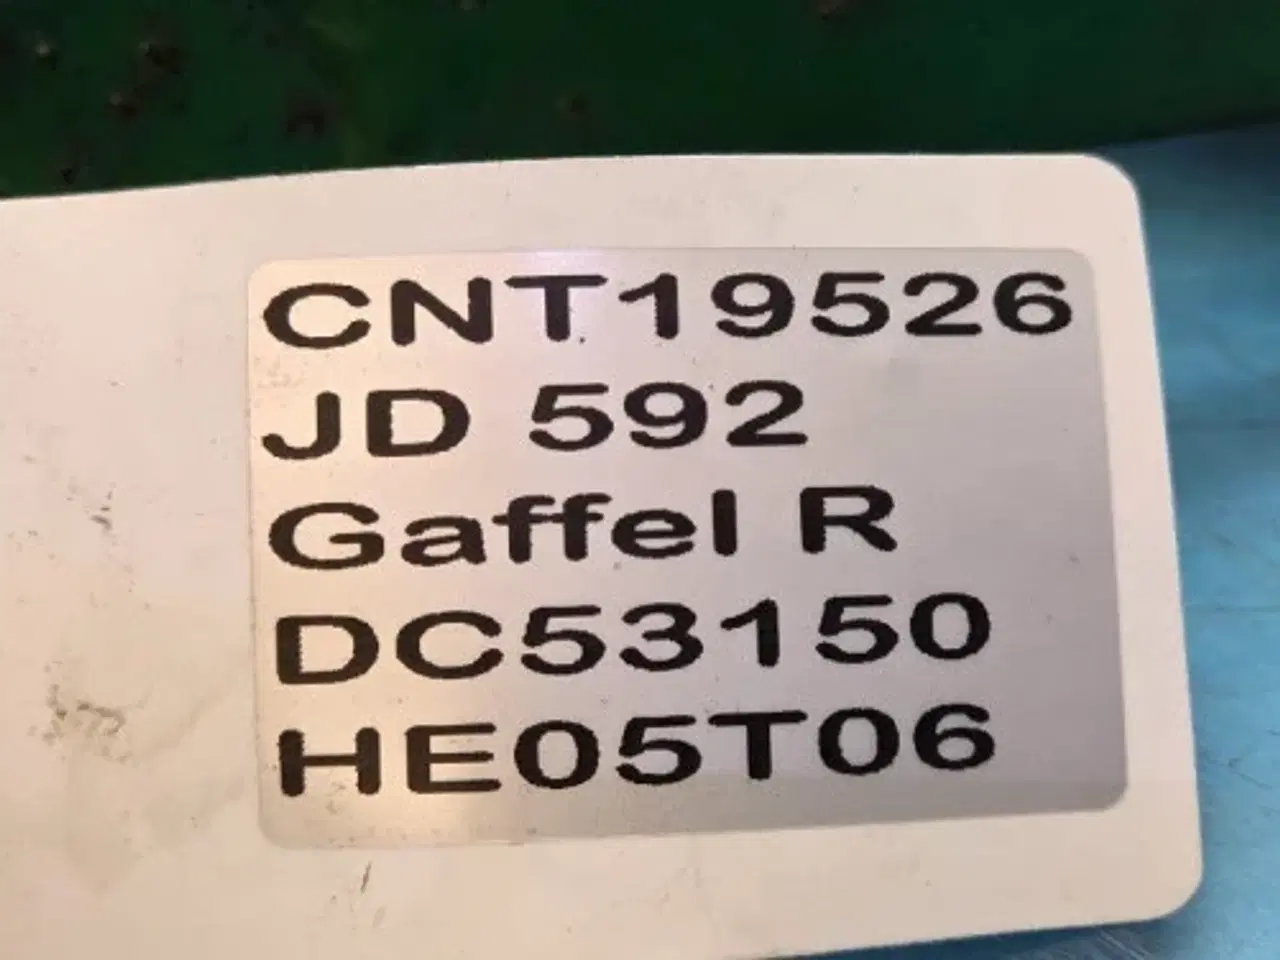 CNT19526
JD 592
Gaffel R
DC53150
HE05T06